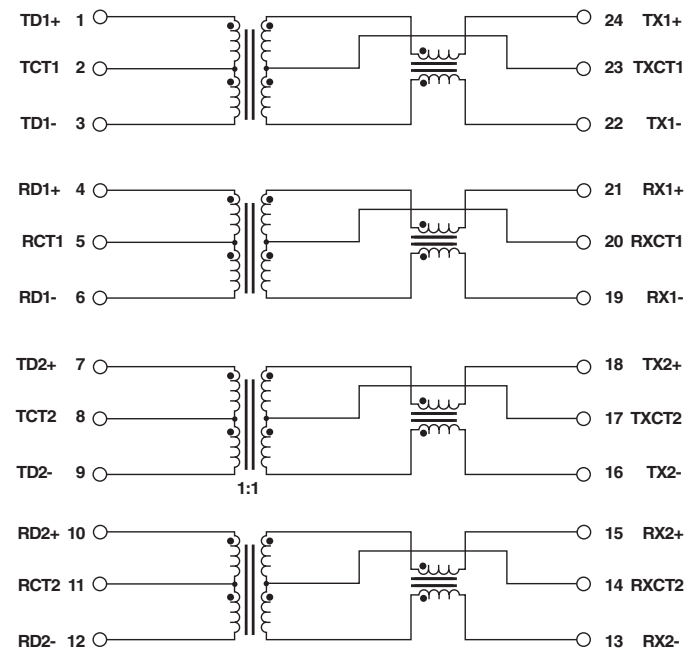 TD1+ 1 24 TX1+
TCT1 2 23 TXCT1
TD1- 3 22 TX1-
RD1+ 4 21 RX1+
RCT1 5 20 RXCT1
RD1- 6 19 RX1-
TD2+ 7 18 TX2+
TCT2 8 17 TXCT2
TD2- 9 16 TX2-
1:1
RD2+ 10 15 RX2+
RCT2 11 14 RXCT2
RD2- 12 13 RX2-